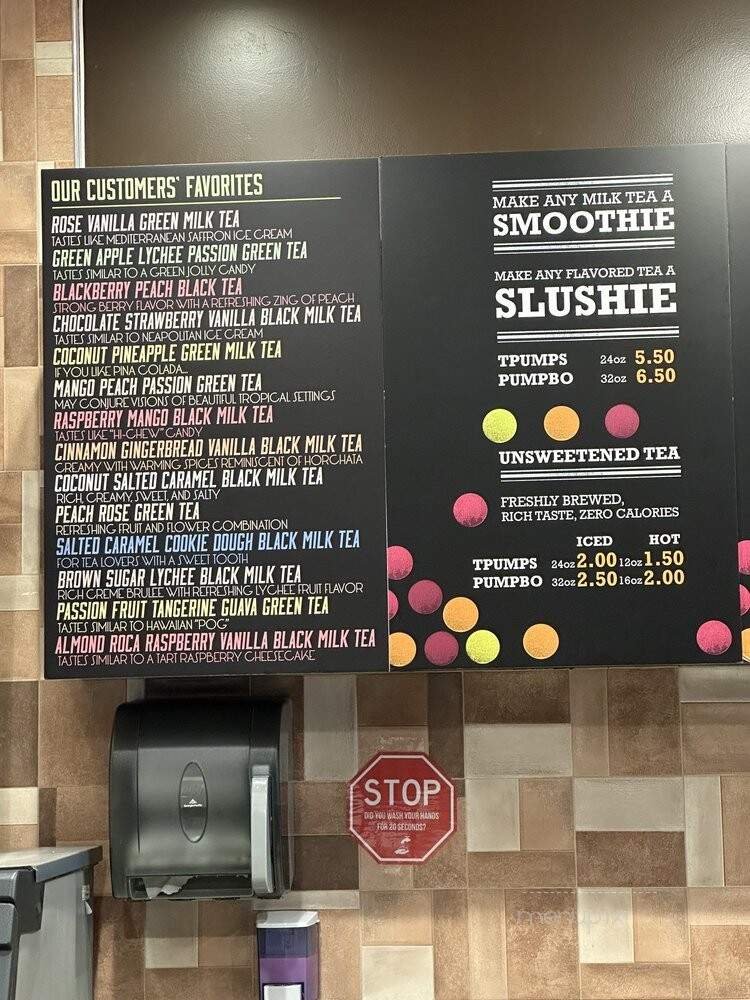 OUR CUSTOMERS' FAVORITES
ROSE VANILLA GREEN MILK TEA
TASTES LIKE MEDITERRANEAN SAFFRON ICE CREAM
GREEN APPLE LYCHEE PASSION GREEN TEA
TASTES SIMILAR TO A GREEN JOLLY CANDY
BLACKBERRY PEACH BLACK TEA
STRONG BERRY FLAVOR WITH A REFRESHING ZING OF PEACH
CHOCOLATE STRAWBERRY VANILLA BLACK MILK TEA
TASTES SIMILAR TO NEAPOLITAN ICE CREAM
COCONUT PINEAPPLE GREEN MILK TEA
IF YOU LIKE PINA COLADA...
MANGO PEACH PASSION GREEN TEA
MAY CONJURE VISIONS OF BEAUTIFUL TROPICAL SETTINGS
RASPBERRY MANGO BLACK MILK TEA
TASTES LIKE "HI-CHEW" CANDY
CINNAMON GINGERBREAD VANILLA BLACK MILK TEA
CREAMY WITH WARMING SPICES REMINISCENT OF HORCHATA
COCONUT SALTED CARAMEL BLACK MILK TEA
RICH, CREAMY, SWEET, AND SALTY
PEACH ROSE GREEN TEA
REFRESHING FRUIT AND FLOWER COMBINATION
SALTED CARAMEL COOKIE DOUGH BLACK MILK TEA
FOR TEA LOVERS WITH A SWEET TOOTH
BROWN SUGAR LYCHEE BLACK MILK TEA
RICH CREME BRULEE WITH REFRESHING LYCHEE FRUIT FLAVOR
PASSION FRUIT TANGERINE GUAVA GREEN TEA
TASTES SIMILAR TO HAWAIIAN "POG"
ALMOND ROCA RASPBERRY VANILLA BLACK MILK TEA
TASTES SIMILAR TO A TART RASPBERRY CHEESECAKE
MAKE ANY MILK TEA A
SMOOTHIE
MAKE ANY FLAVORED TEA A
SLUSHIE
TPUMPS 24oz 5.50
PUMPBO 32oz 6.50
UNSWEETENED TEA
FRESHLY BREWED,
RICH TASTE, ZERO CALORIES
ICED HOT
TPUMPS 24oz 2.00 12oz 1.50
PUMPBO 32oz 2.50 16oz 2.00
STOP
DID YOU WASH YOUR HANDS
FOR 20 SECONDS?
menupix